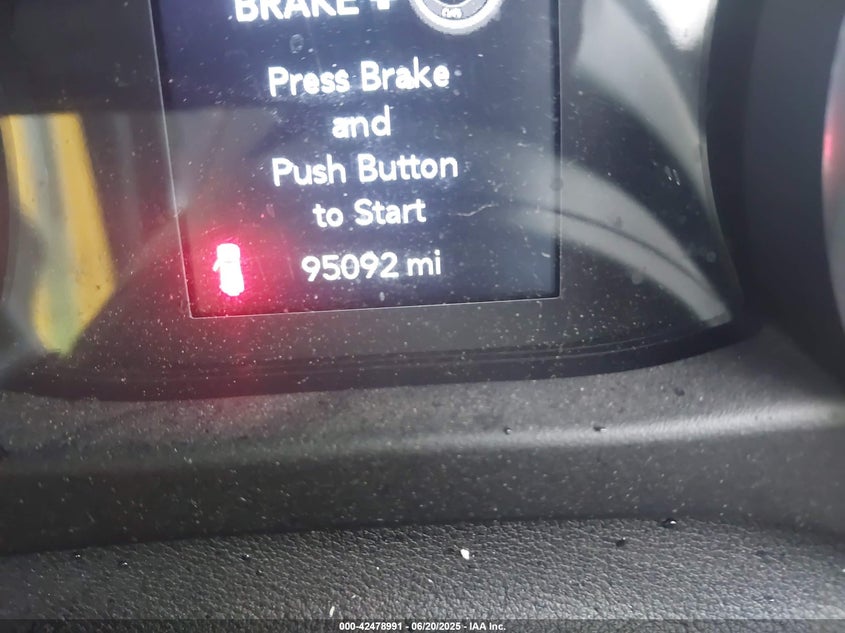 BRAKE +
Press Brake
and
Push Button
to Start
95092 mi
000-42478991 - 06/20/2025 - IAA Inc.